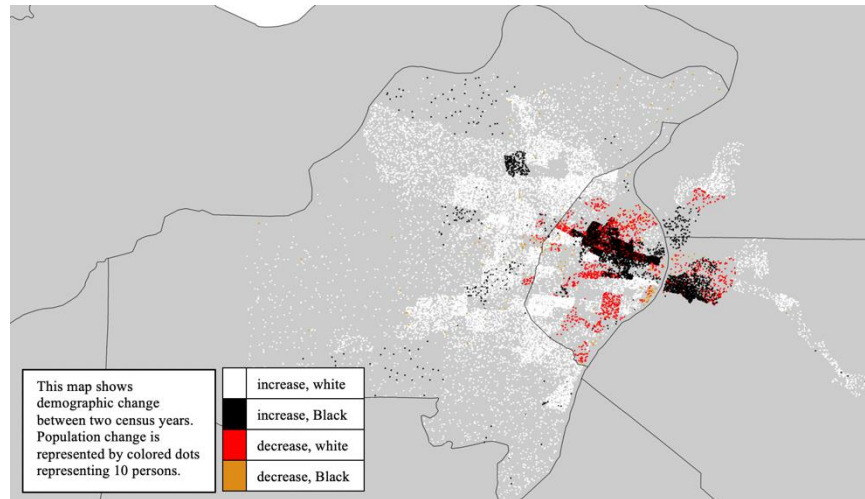 This map shows
demographic change
between two census years.
Population change is
represented by colored dots
representing 10 persons.
increase, white
increase, Black
decrease, white
decrease, Black